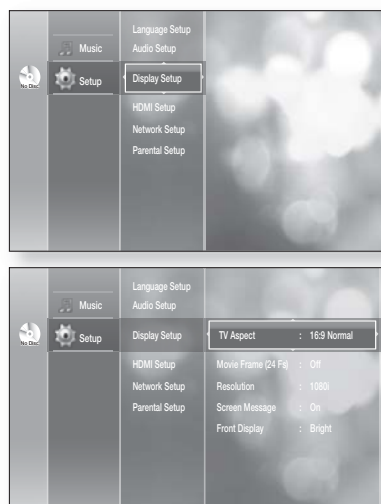 Language Setup
Music Audio Setup
No Disc Setup Display Setup
HDMI Setup
Network Setup
Parental Setup
Language Setup
Music Audio Setup
No Disc Setup Display Setup TV Aspect : 16:9 Normal
HDMI Setup Movie Frame (24 Fs) : Off
Network Setup Resolution : 1080i
Parental Setup Screen Message : On
Front Display : Bright